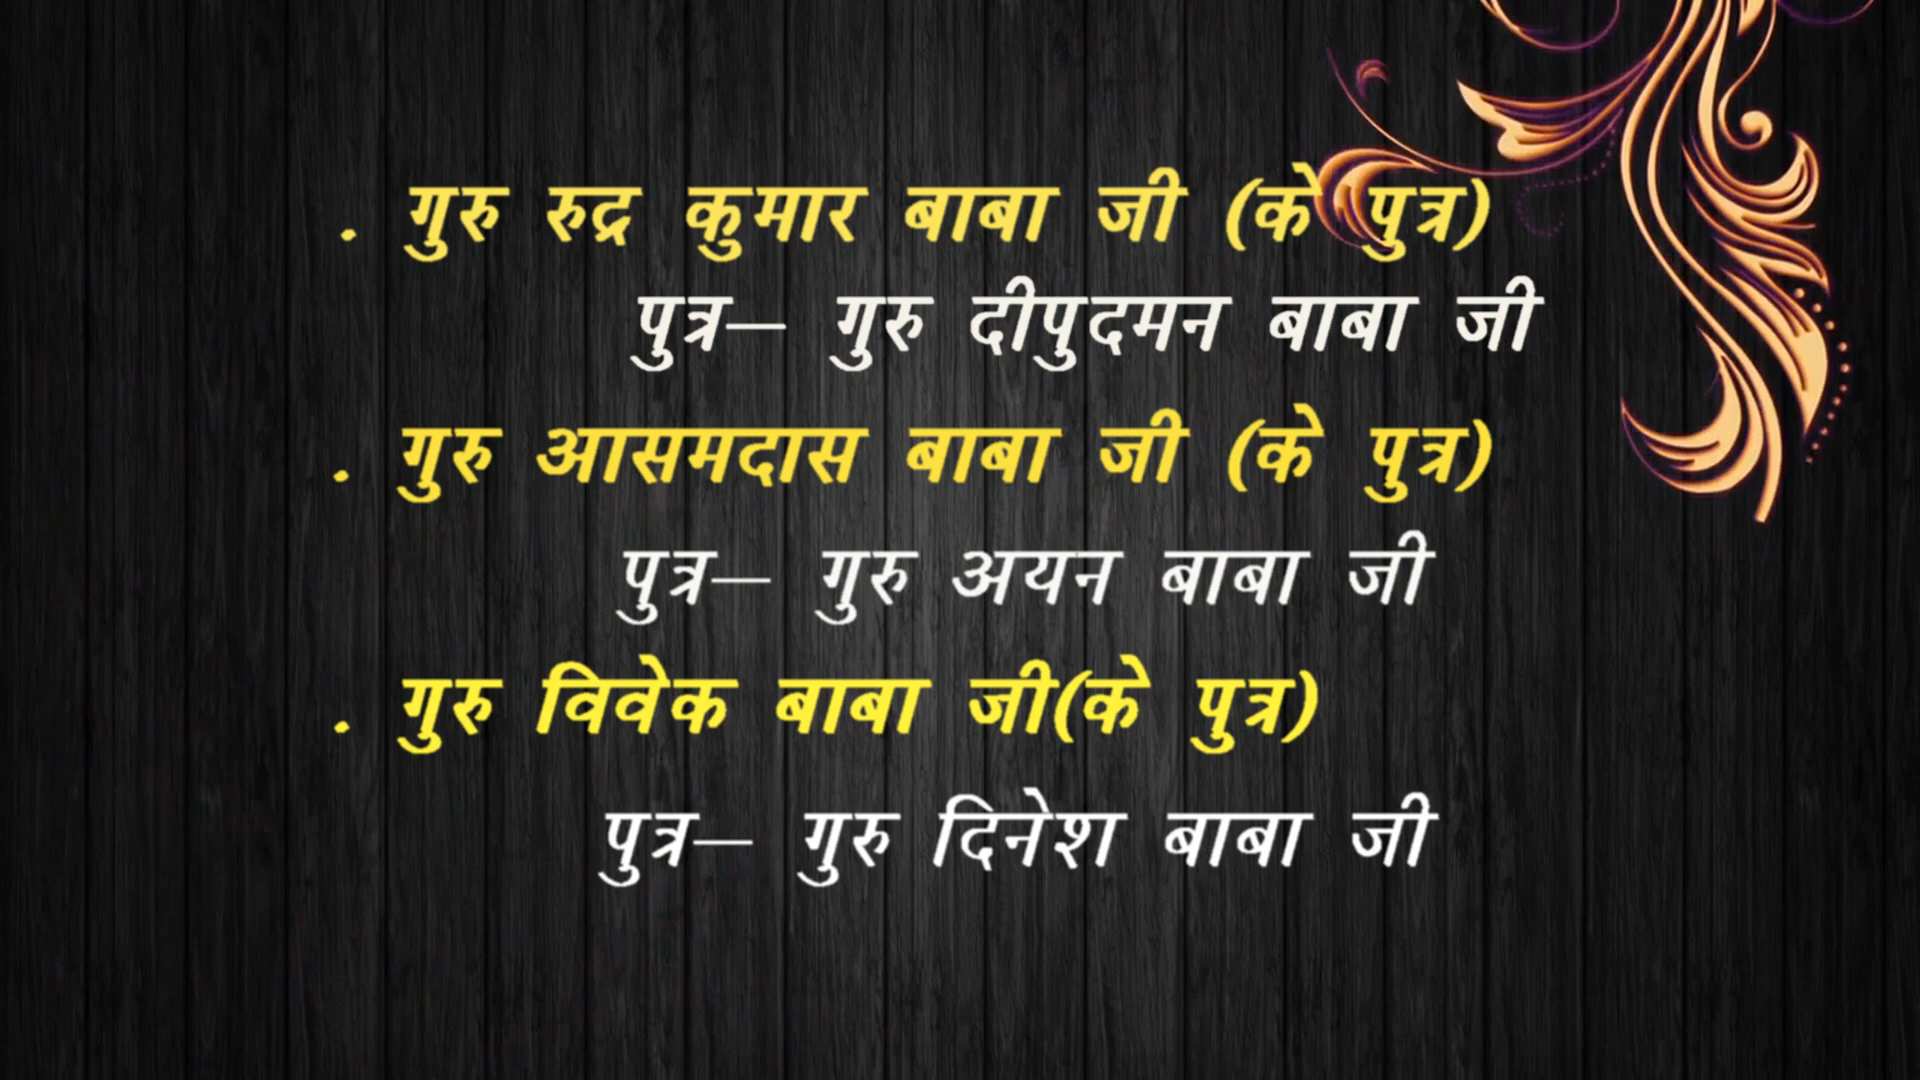 . गुरु रुद्र कुमार बाबा जी (के पुत्र)
पुत्र— गुरु दीपुदमन बाबा जी
. गुरु आसमदास बाबा जी (के पुत्र)
पुत्र— गुरु अयन बाबा जी
. गुरु विवेक बाबा जी(के पुत्र)
पुत्र— गुरु दिनेश बाबा जी